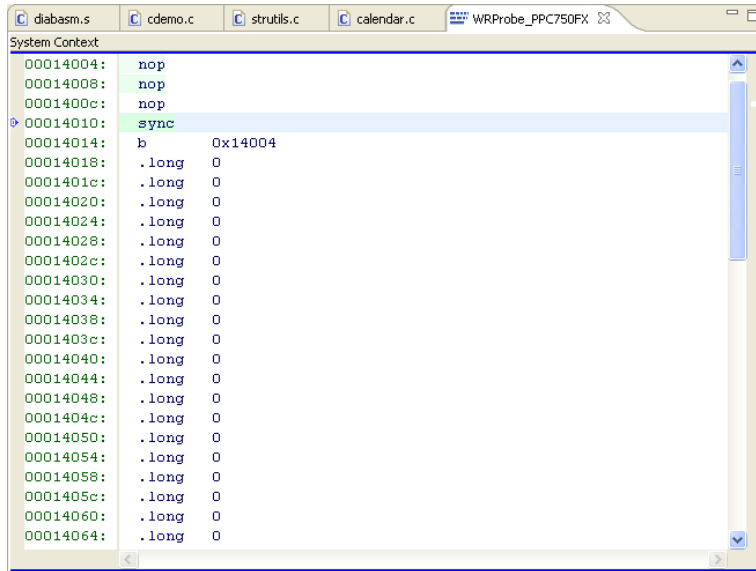 diabasm.s cdemo.c strutils.c calendar.c WRProbe_PPC750FX
System Context
00014004: nop
00014008: nop
0001400c: nop
00014010: sync
00014014: b 0x14004
00014018: .long 0
0001401c: .long 0
00014020: .long 0
00014024: .long 0
00014028: .long 0
0001402c: .long 0
00014030: .long 0
00014034: .long 0
00014038: .long 0
0001403c: .long 0
00014040: .long 0
00014044: .long 0
00014048: .long 0
0001404c: .long 0
00014050: .long 0
00014054: .long 0
00014058: .long 0
0001405c: .long 0
00014060: .long 0
00014064: .long 0